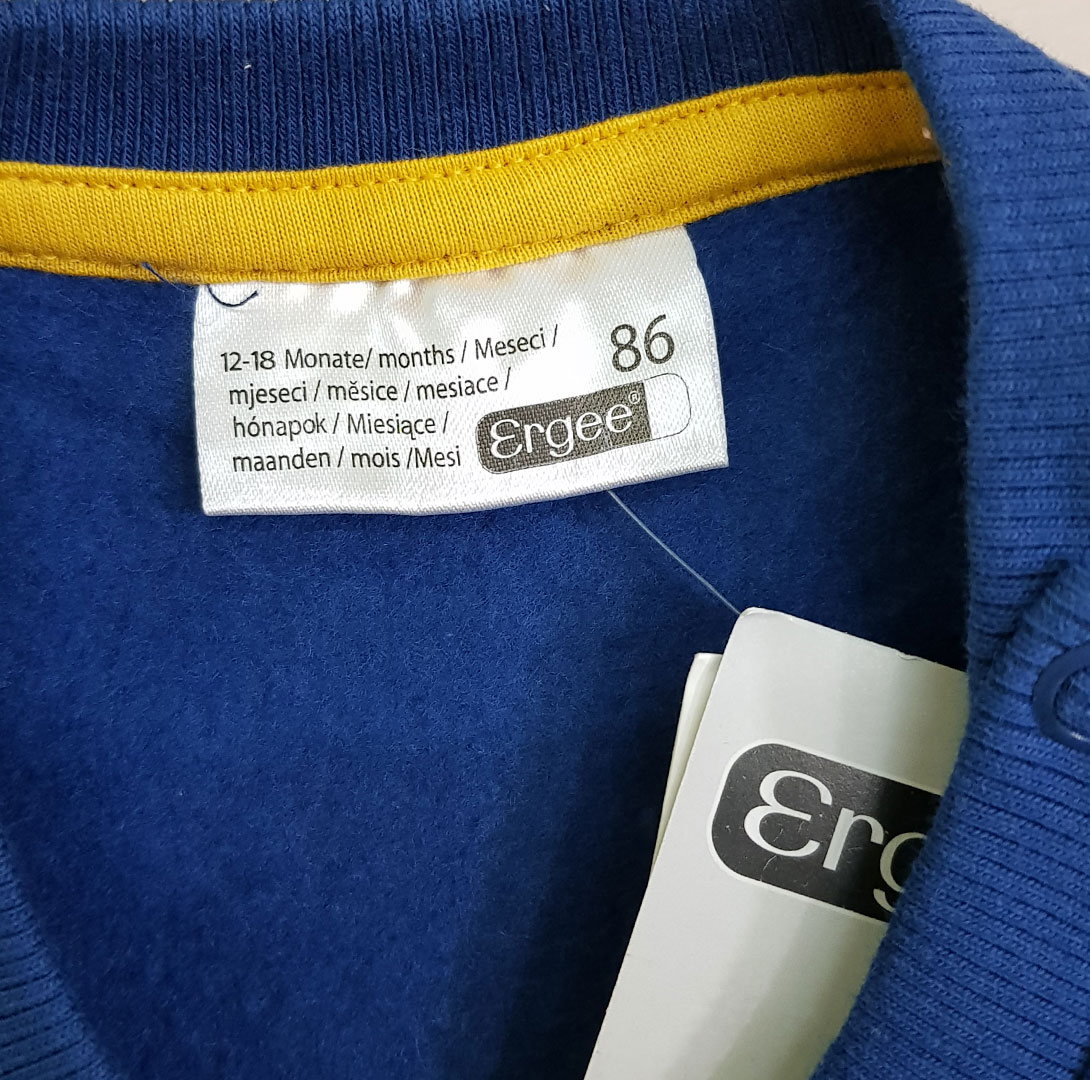 12-18 Monate/ months / Meseci /
86
mjeseci / měsice / mesiace /
hónapok / Miesiące /
maanden / mois /Mesi
Ergee®
Erg